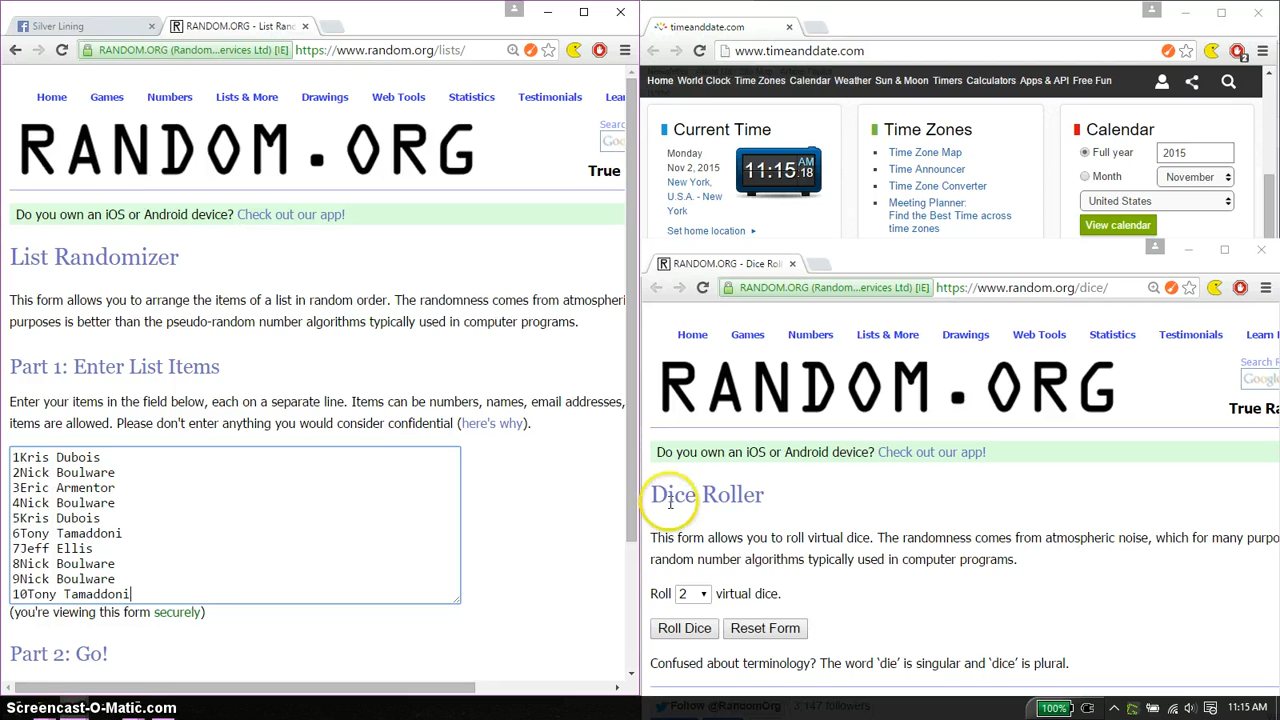 Silver Lining
RANDOM.ORG - List Ran
RANDOM.ORG (Random...ervices Ltd) [IE]
https://www.random.org/lists/
Home Games Numbers Lists & More Drawings Web Tools Statistics Testimonials Lear
RANDOM.ORG
Searc
Goo
True
Do you own an iOS or Android device? Check out our app!
List Randomizer
This form allows you to arrange the items of a list in random order. The randomness comes from atmospheri
purposes is better than the pseudo-random number algorithms typically used in computer programs.
Part 1: Enter List Items
Enter your items in the field below, each on a separate line. Items can be numbers, names, email addresses,
items are allowed. Please don't enter anything you would consider confidential (here's why).
1Kris Dubois
2Nick Boulware
3Eric Armentor
4Nick Boulware
5Kris Dubois
6Tony Tamaddoni
7Jeff Ellis
8Nick Boulware
9Nick Boulware
10Tony Tamaddoni
(you're viewing this form securely)
Part 2: Go!
timeanddate.com
www.timeanddate.com
2
Home World Clock Time Zones Calendar Weather Sun & Moon Timers Calculators Apps & API Free Fun
Current Time
Monday
Nov 2, 2015
New York,
U.S.A. - New
York
11:15 AM 18
Set home location
Time Zones
Time Zone Map
Time Announcer
Time Zone Converter
Meeting Planner:
Find the Best Time across
time zones
Calendar
Full year 2015
Month November
United States
View calendar
RANDOM.ORG - Dice Roll
RANDOM.ORG (Random...ervices Ltd) [IE]
https://www.random.org/dice/
Home Games Numbers Lists & More Drawings Web Tools Statistics Testimonials Learn
RANDOM.ORG
Search R
Google
True Ra
Do you own an iOS or Android device? Check out our app!
Dice Roller
This form allows you to roll virtual dice. The randomness comes from atmospheric noise, which for many purpo
random number algorithms typically used in computer programs.
Roll 2 virtual dice.
Roll Dice Reset Form
Confused about terminology? The word 'die' is singular and 'dice' is plural.
Follow @RandomOrg 3,147 followers
Screencast-O-Matic.com
100%
11:15 AM